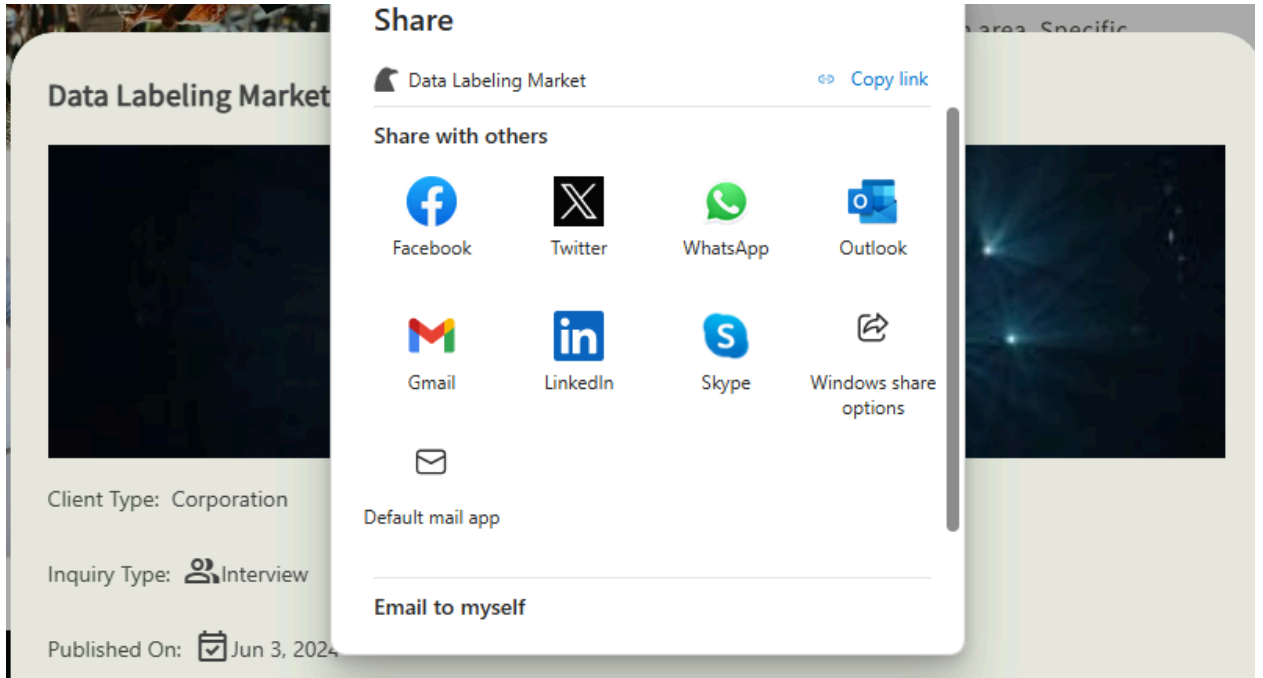 Share
area Specific
Data Labeling Market
Copy link
Data Labeling Market
Share with others
Facebook
Twitter
WhatsApp
Outlook
Gmail
LinkedIn
Skype
Windows share
options
Default mail app
Client Type: Corporation
Inquiry Type: Interview
Email to myself
Published On: Jun 3, 2024